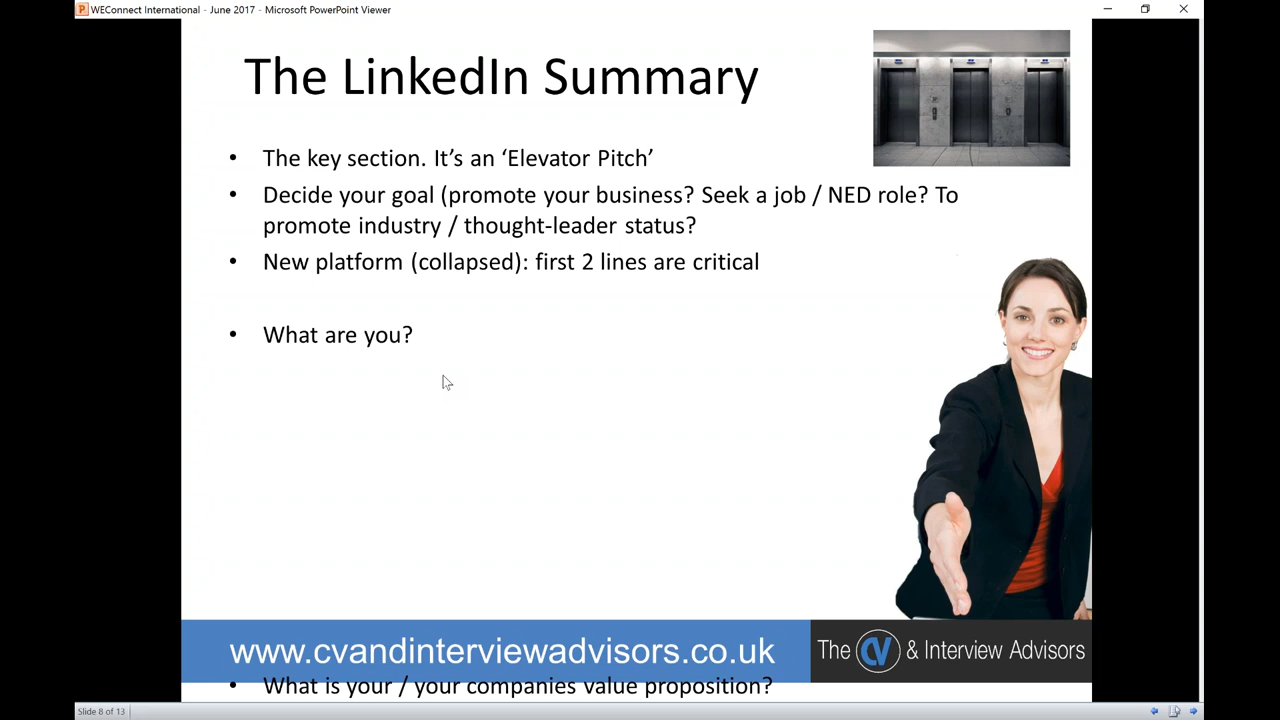 WEConnect International - June 2017 - Microsoft PowerPoint Viewer
The LinkedIn Summary
• The key section. It’s an ‘Elevator Pitch’
• Decide your goal (promote your business? Seek a job / NED role? To
promote industry / thought-leader status?
• New platform (collapsed): first 2 lines are critical
• What are you?
www.cvandinterviewadvisors.co.uk
The CV & Interview Advisors
• What is your / your companies value proposition?
Slide 8 of 13